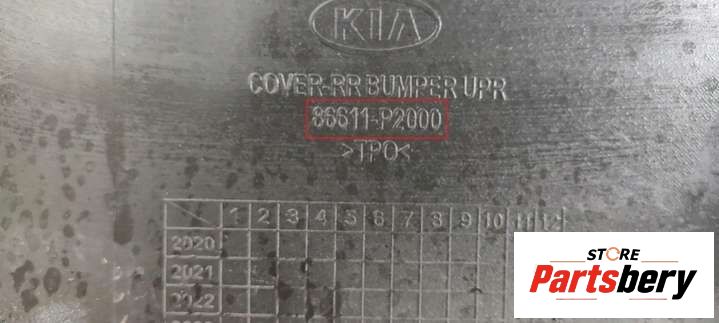 KIA
COVER-RR BUMPER UPR
86611-P2000
>TPO<
1 2 3 4 5 6 7 8 9 10 11 12
2020
2021
2022
STORE
Partsbery